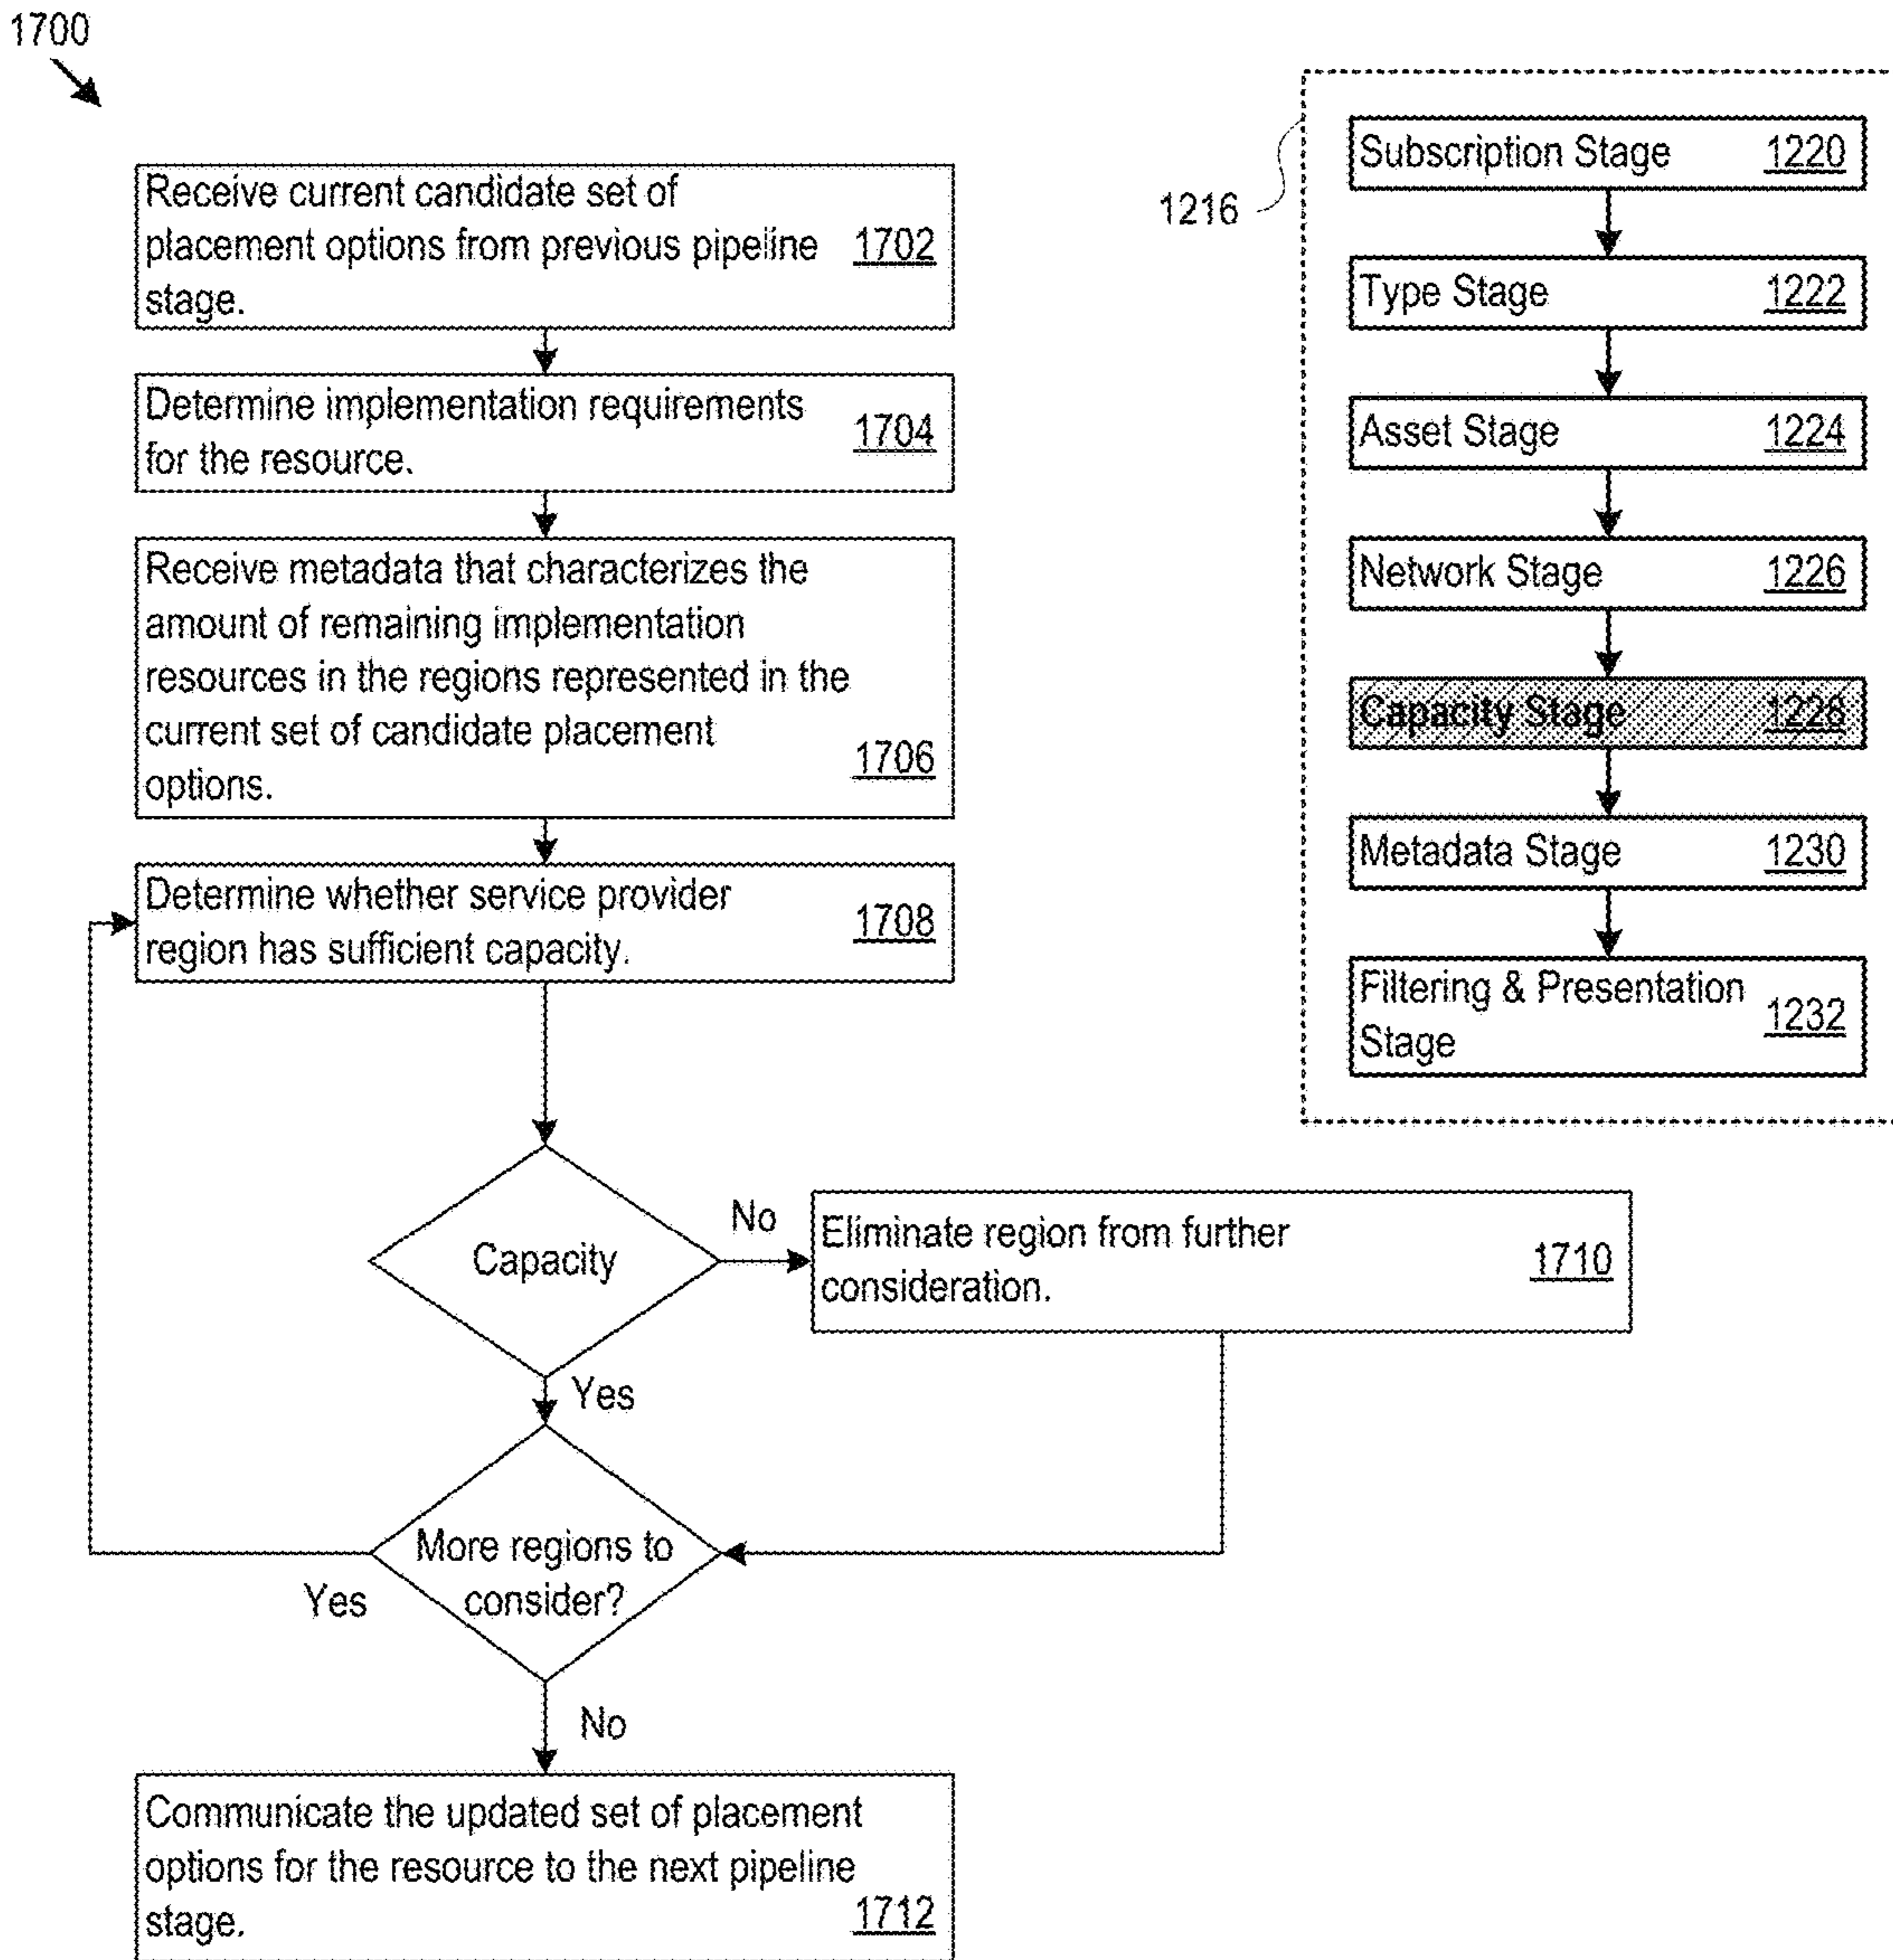 1700
Receive current candidate set of
placement options from previous pipeline 1702
stage.
Determine implementation requirements
for the resource. 1704
Receive metadata that characterizes the
amount of remaining implementation
resources in the regions represented in the
current set of candidate placement
options. 1706
Determine whether service provider
region has sufficient capacity. 1708
Capacity
No
Eliminate region from further
consideration. 1710
Yes
More regions to
consider?
Yes
No
Communicate the updated set of placement
options for the resource to the next pipeline
stage. 1712
1216
Subscription Stage 1220
Type Stage 1222
Asset Stage 1224
Network Stage 1226
Capacity Stage 1228
Metadata Stage 1230
Filtering & Presentation
Stage 1232